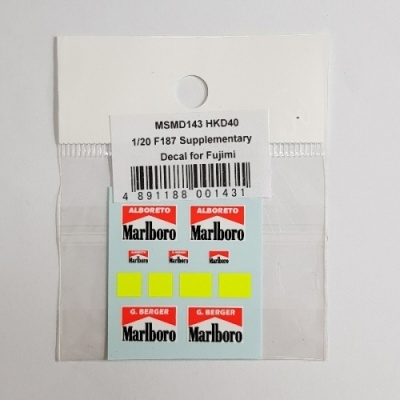 MSMD143 HKD40
1/20 F187 Supplementary
Decal for Fujimi
4 891188 001431
ALBORETO ALBORETO
Marlboro Marlboro
Marlboro Marlboro Marlboro
G. BERGER G. BERGER
Marlboro Marlboro